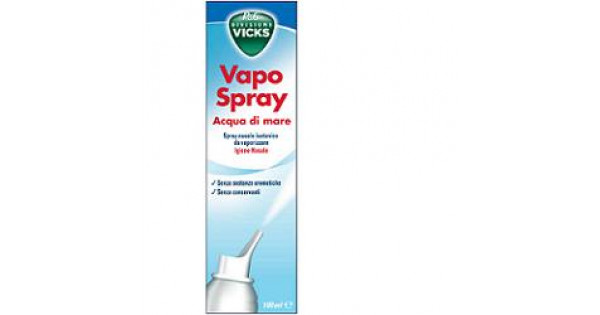 DIVISIONE
VICKS
Vapo
Spray
Acqua di mare
Spray nasale isotonico
da vaporizzare
Igiene Nasale
✓ Senza sostanze aromatiche
✓ Senza conservanti
100 ml ℮